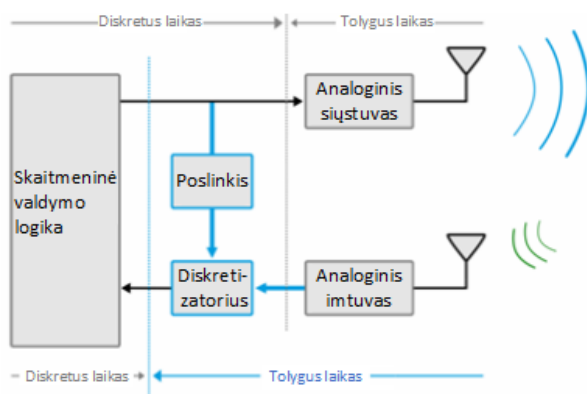 Diskretus laikas
Tolygus laikas
Analoginis
siųstuvas
Skaitmeninė
valdymo
logika
Poslinkis
Diskreti-
zatorius
Analoginis
imtuvas
Diskretus laikas
Tolygus laikas